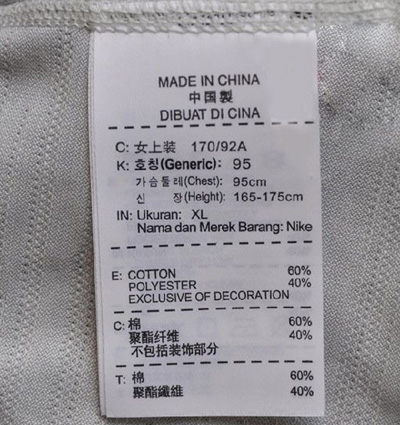 MADE IN CHINA
中国製
DIBUAT DI CINA
C: 女上装 170/92A
K: 호칭(Generic): 95
가슴둘레(Chest): 95cm
신 장(Height): 165-175cm
IN: Ukuran: XL
Nama dan Merek Barang: Nike
E: COTTON 60%
POLYESTER 40%
EXCLUSIVE OF DECORATION
C: 棉 60%
聚酯纤维 40%
不包括装饰部分
T: 棉 60%
聚酯纖維 40%